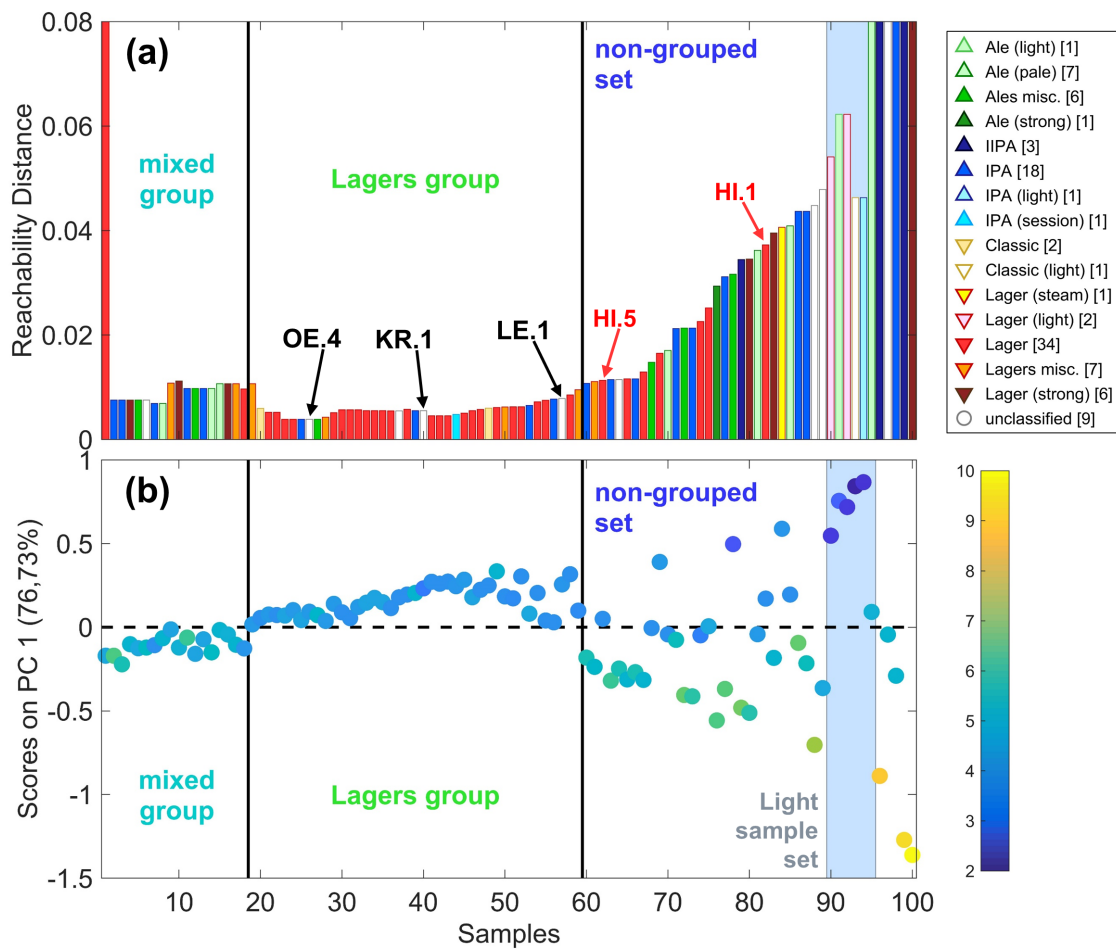 0.08
0.06
0.04
0.02
0
Reachability Distance
(a)
mixed
group
Lagers group
non-grouped
set
OE.4
KR.1
LE.1
HI.5
HI.1
Ale (light) [1]
Ale (pale) [7]
Ales misc. [6]
Ale (strong) [1]
IIPA [3]
IPA [18]
IPA (light) [1]
IPA (session) [1]
Classic [2]
Classic (light) [1]
Lager (steam) [1]
Lager (light) [2]
Lager [34]
Lagers misc. [7]
Lager (strong) [6]
unclassified [9]
1
0.5
0
-0.5
-1
-1.5
Scores on PC 1 (76,73%)
(b)
non-grouped
set
mixed
group
Lagers group
Light
sample
set
10 20 30 40 50 60 70 80 90 100
Samples
10
9
8
7
6
5
4
3
2